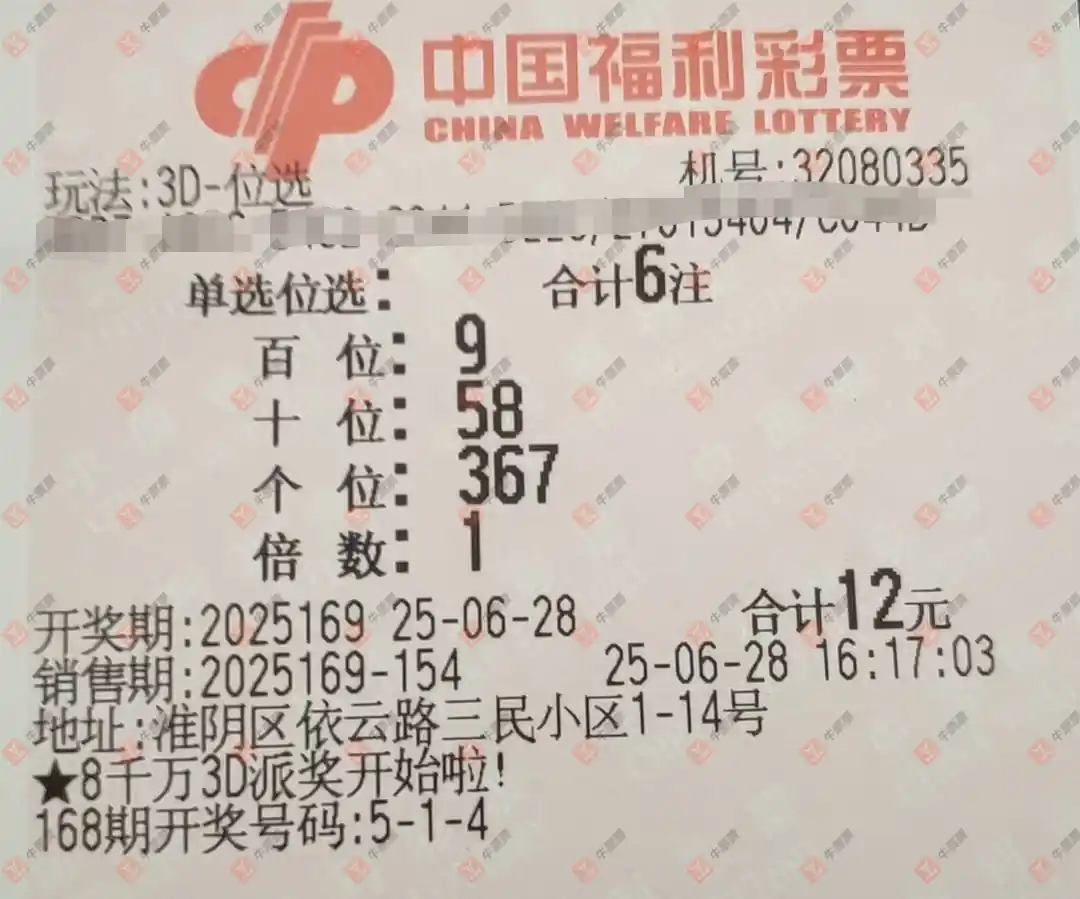 中国福利彩票
CHINA WELFARE LOTTERY
玩法:3D-位选 机号:32080335
单选位选: 合计6注
百位: 9
十位: 58
个位: 367
倍数: 1
开奖期:2025169 25-06-28 合计12元
销售期:2025169-154 25-06-28 16:17:03
地址:淮阴区依云路三民小区1-14号
★8千万3D派奖开始啦!
168期开奖号码:5-1-4